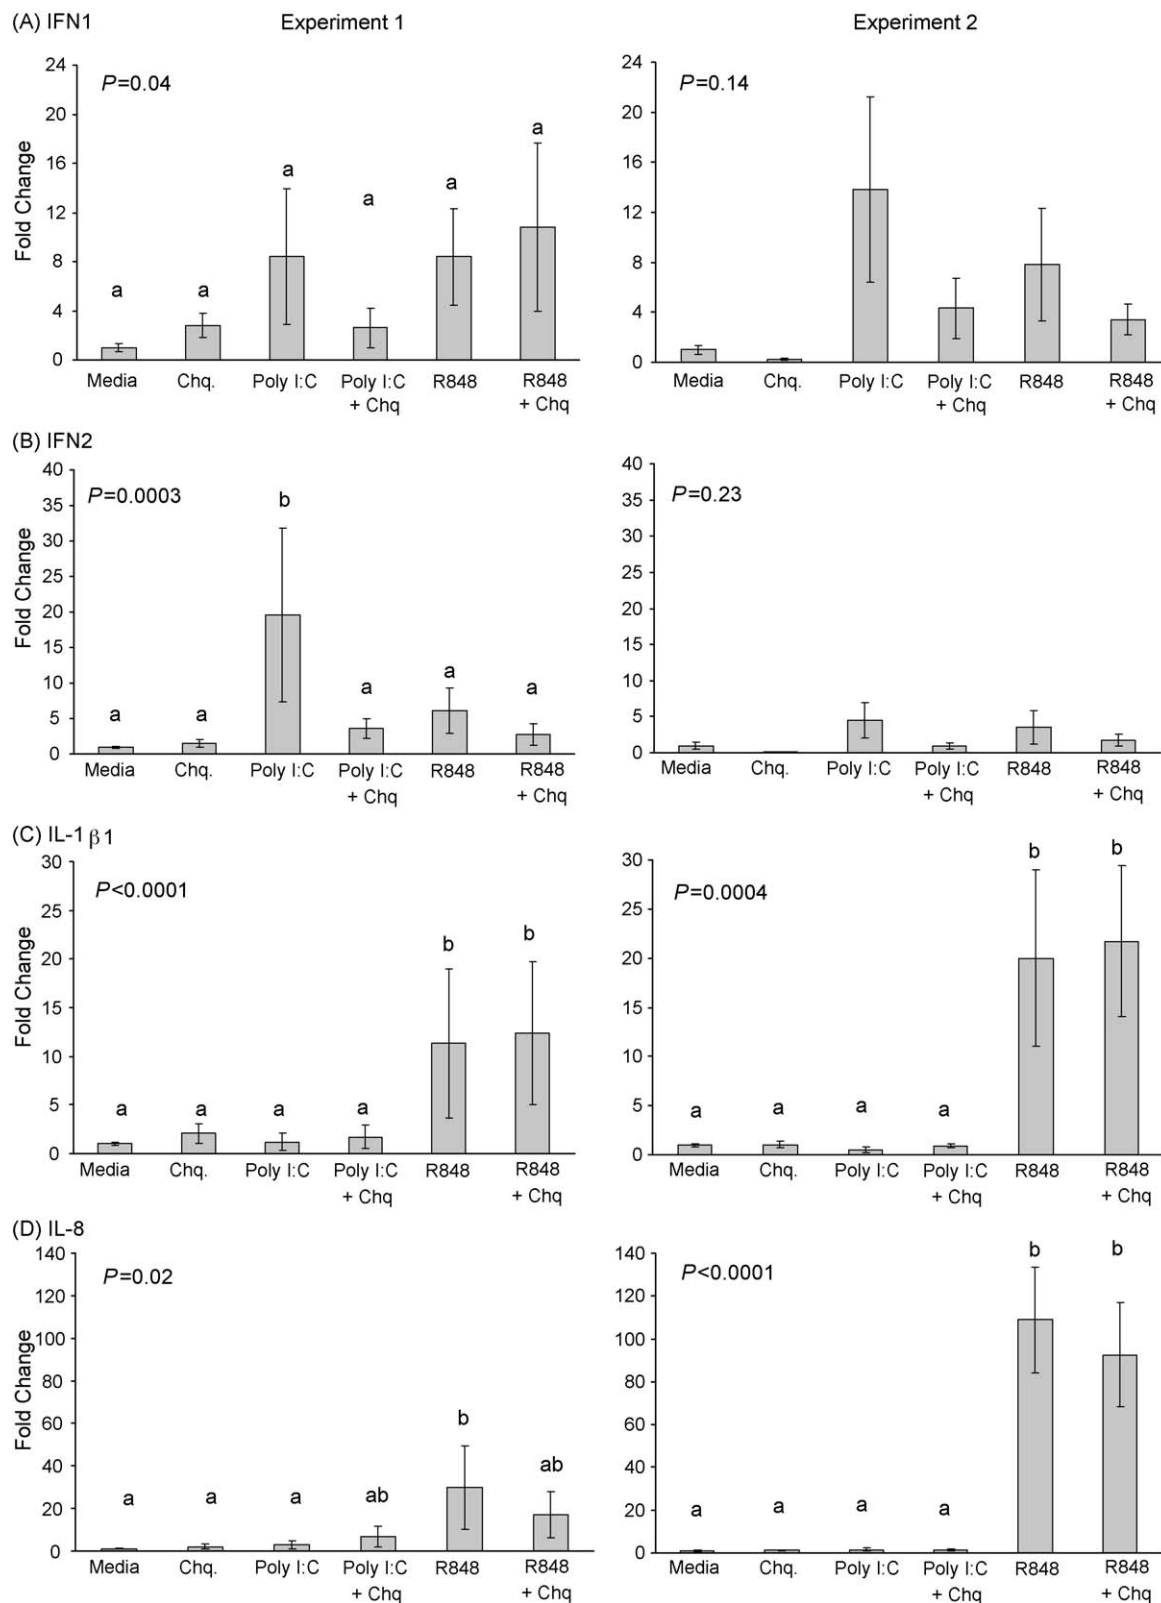 (A) IFN1
Experiment 1
Experiment 2
Fold Change
24
20
16
12
8
4
0
P=0.04
a
a
a
a
a
a
Media
Chq.
Poly I:C
Poly I:C
+ Chq
R848
R848
+ Chq
24
20
16
12
8
4
0
P=0.14
Media
Chq.
Poly I:C
Poly I:C
+ Chq
R848
R848
+ Chq
(B) IFN2
Fold Change
40
35
30
25
20
15
10
5
0
P=0.0003
a
a
b
a
a
a
Media
Chq.
Poly I:C
Poly I:C
+ Chq
R848
R848
+ Chq
40
35
30
25
20
15
10
5
0
P=0.23
Media
Chq.
Poly I:C
Poly I:C
+ Chq
R848
R848
+ Chq
(C) IL-1 β1
Fold Change
30
25
20
15
10
5
0
P<0.0001
a
a
a
a
b
b
Media
Chq.
Poly I:C
Poly I:C
+ Chq
R848
R848
+ Chq
30
25
20
15
10
5
0
P=0.0004
a
a
a
a
b
b
Media
Chq.
Poly I:C
Poly I:C
+ Chq
R848
R848
+ Chq
(D) IL-8
Fold Change
140
120
100
80
60
40
20
0
P=0.02
a
a
a
ab
b
ab
Media
Chq.
Poly I:C
Poly I:C
+ Chq
R848
R848
+ Chq
140
120
100
80
60
40
20
0
P<0.0001
a
a
a
a
b
b
Media
Chq.
Poly I:C
Poly I:C
+ Chq
R848
R848
+ Chq